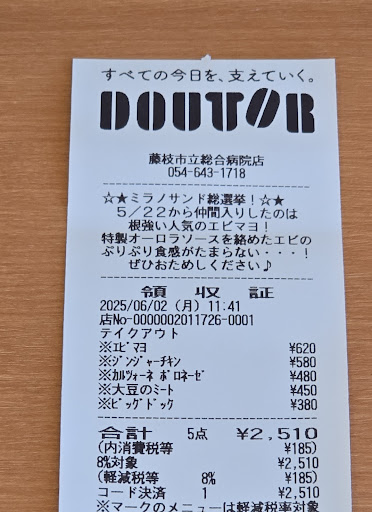 すべての今日を、支えていく。
DOUTOR
藤枝市立総合病院店
054-643-1718
☆★ミラノサンド総選挙!☆★
5/22から仲間入りしたのは
根強い人気のエビマヨ!
特製オーロラソースを絡めたエビの
ぷりぷり食感がたまらない・・・!
ぜひおためしください♪
領収証
2025/06/02 (月) 11:41
店No-0000002011726-0001
テイクアウト
※エビマヨ ¥620
※ジンジャーチキン ¥580
※カルツォーネ ボロネーゼ ¥480
※大豆のミート ¥450
※ビッグドック ¥380
合計 5点 ¥2,510
(内消費税等 ¥185)
8%対象 ¥2,510
(軽減税等 8% ¥185)
コード決済 1 ¥2,510
※マークのメニューは軽減税率対象